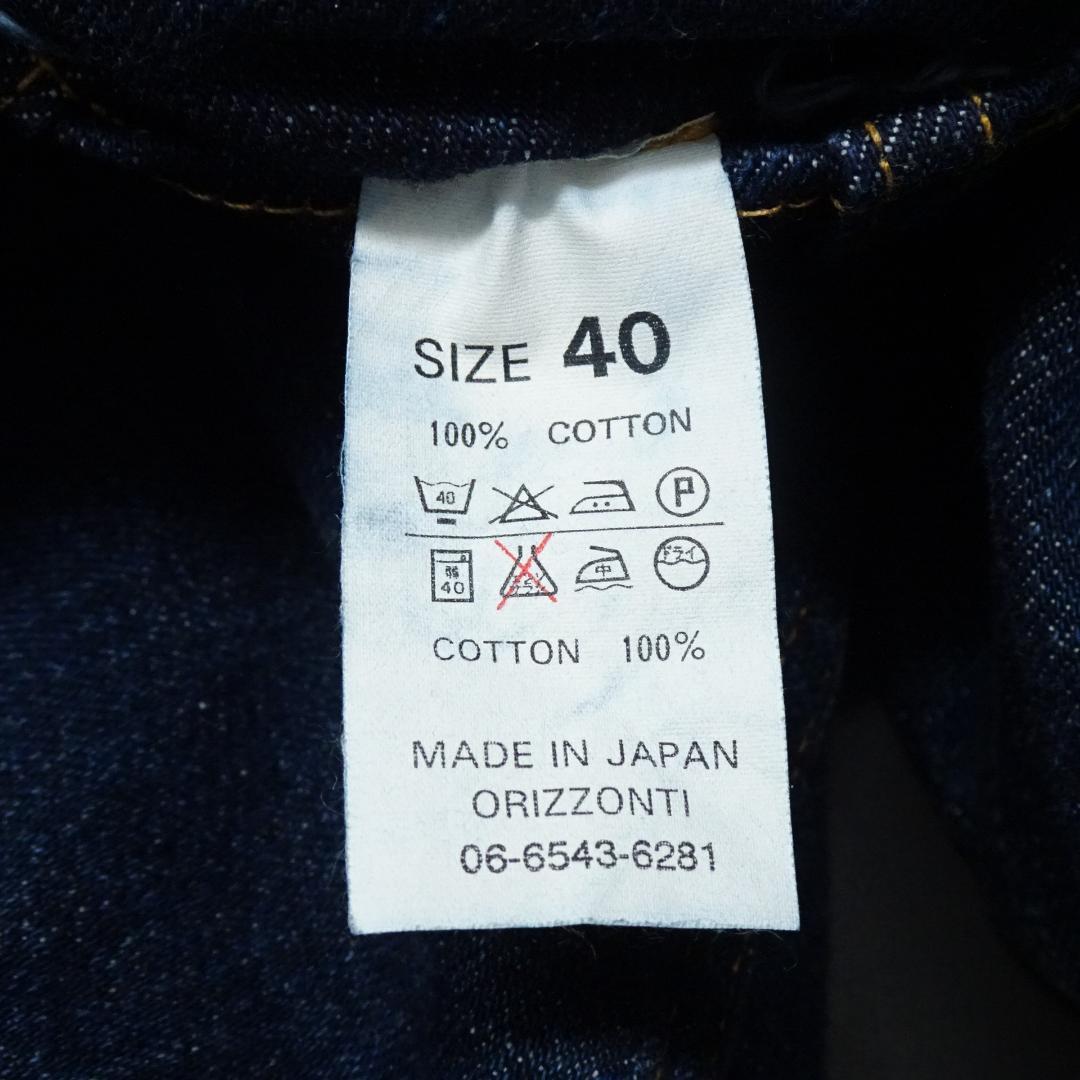 SIZE 40
100% COTTON
40 P
40 中 ドライ
COTTON 100%
MADE IN JAPAN
ORIZZONTI
06-6543-6281